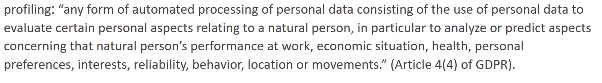 profiling: “any form of automated processing of personal data consisting of the use of personal data to
evaluate certain personal aspects relating to a natural person, in particular to analyze or predict aspects
concerning that natural person’s performance at work, economic situation, health, personal
preferences, interests, reliability, behavior, location or movements.” (Article 4(4) of GDPR).